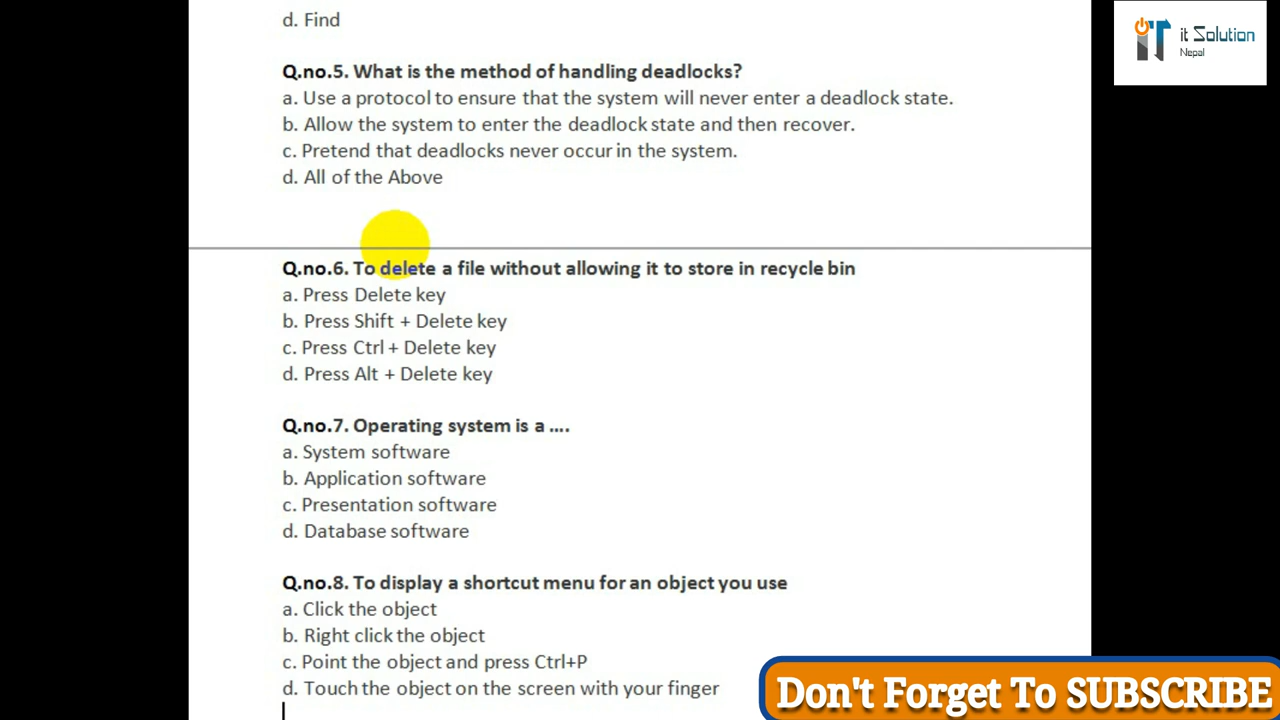 d. Find
it Solution
Nepal
Q.no.5. What is the method of handling deadlocks?
a. Use a protocol to ensure that the system will never enter a deadlock state.
b. Allow the system to enter the deadlock state and then recover.
c. Pretend that deadlocks never occur in the system.
d. All of the Above
Q.no.6. To delete a file without allowing it to store in recycle bin
a. Press Delete key
b. Press Shift + Delete key
c. Press Ctrl + Delete key
d. Press Alt + Delete key
Q.no.7. Operating system is a ....
a. System software
b. Application software
c. Presentation software
d. Database software
Q.no.8. To display a shortcut menu for an object you use
a. Click the object
b. Right click the object
c. Point the object and press Ctrl+P
d. Touch the object on the screen with your finger
Don't Forget To SUBSCRIBE